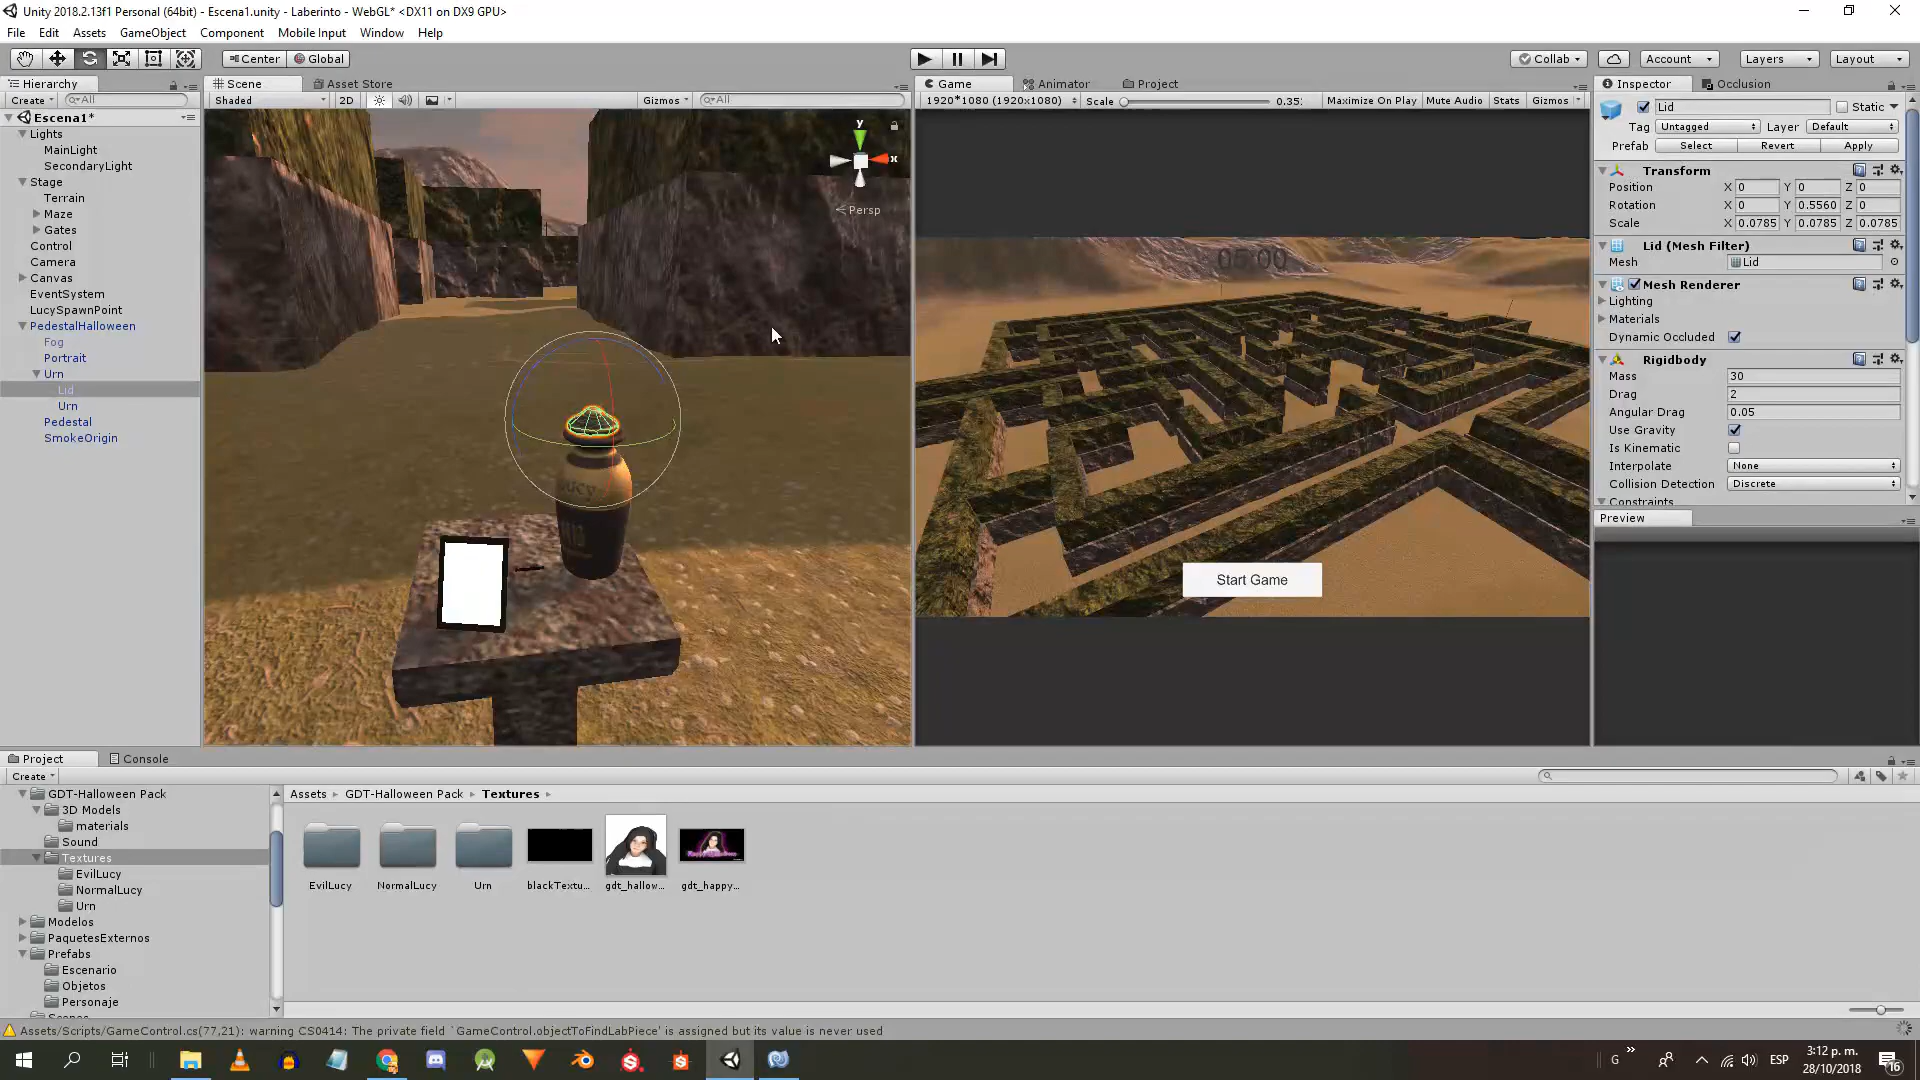 Unity 2018.2.13f1 Personal (64bit) - Escena1.unity - Laberinto - WebGL* <DX11 on DX9 GPU>
File Edit Assets GameObject Component Mobile Input Window Help
Center Global Collab Account Layers Layout
Hierarchy Scene Asset Store Game Animator Project Inspector Occlusion
Create All Shaded 2D Gizmos All 1920*1080 (1920x1080) Scale 0.35 Maximize On Play Mute Audio Stats Gizmos
Lid Static
Tag Untagged Layer Default
Prefab Select Revert Apply
Escena1*
Lights
MainLight
SecondaryLight
Stage
Terrain
Maze
Gates
Control
Camera
Canvas
EventSystem
LucySpawnPoint
PedestalHalloween
Fog
Portrait
Urn
Lid
Urn
Pedestal
SmokeOrigin
y
x
Persp
Lucy
05:00
Start Game
Transform
Position X 0 Y 0 Z 0
Rotation X 0 Y 0.5560 Z 0
Scale X 0.0785 Y 0.0785 Z 0.0785
Lid (Mesh Filter)
Mesh Lid
Mesh Renderer
Lighting
Materials
Dynamic Occluded
Rigidbody
Mass 30
Drag 2
Angular Drag 0.05
Use Gravity
Is Kinematic
Interpolate None
Collision Detection Discrete
Constraints
Preview
Project Console
Create
GDT-Halloween Pack
3D Models
materials
Sound
Textures
EvilLucy
NormalLucy
Urn
Modelos
PaquetesExternos
Prefabs
Escenario
Objetos
Personaje
Scenes
Assets GDT-Halloween Pack Textures
EvilLucy NormalLucy Urn blackTextu... gdt_hallow... gdt_happy...
Assets/Scripts/GameControl.cs(77,21): warning CS0414: The private field `GameControl.objectToFindLabPiece' is assigned but its value is never used
G » ESP 3:12 p. m.
28/10/2018
16